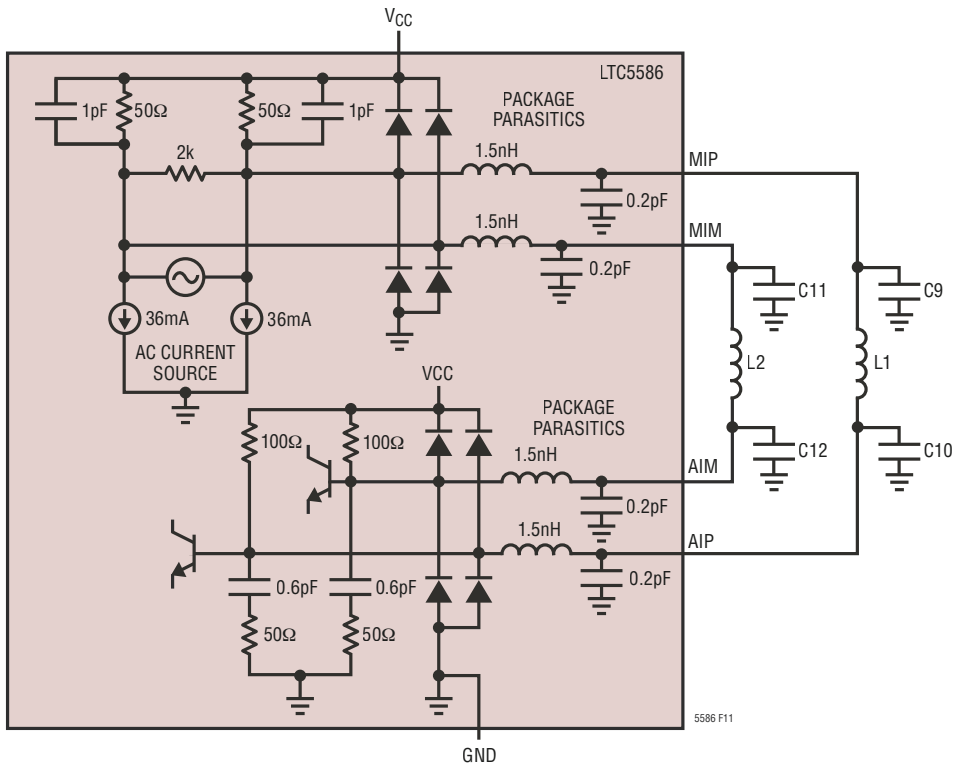 VCC
LTC5586
1pF
50Ω
50Ω
1pF
PACKAGE
PARASITICS
2k
1.5nH
MIP
0.2pF
1.5nH
MIM
0.2pF
C11
C9
36mA
36mA
AC CURRENT
SOURCE
L2
L1
VCC
PACKAGE
PARASITICS
100Ω
100Ω
1.5nH
C12
C10
AIM
0.2pF
1.5nH
AIP
0.6pF
0.6pF
0.2pF
50Ω
50Ω
5586 F11
GND